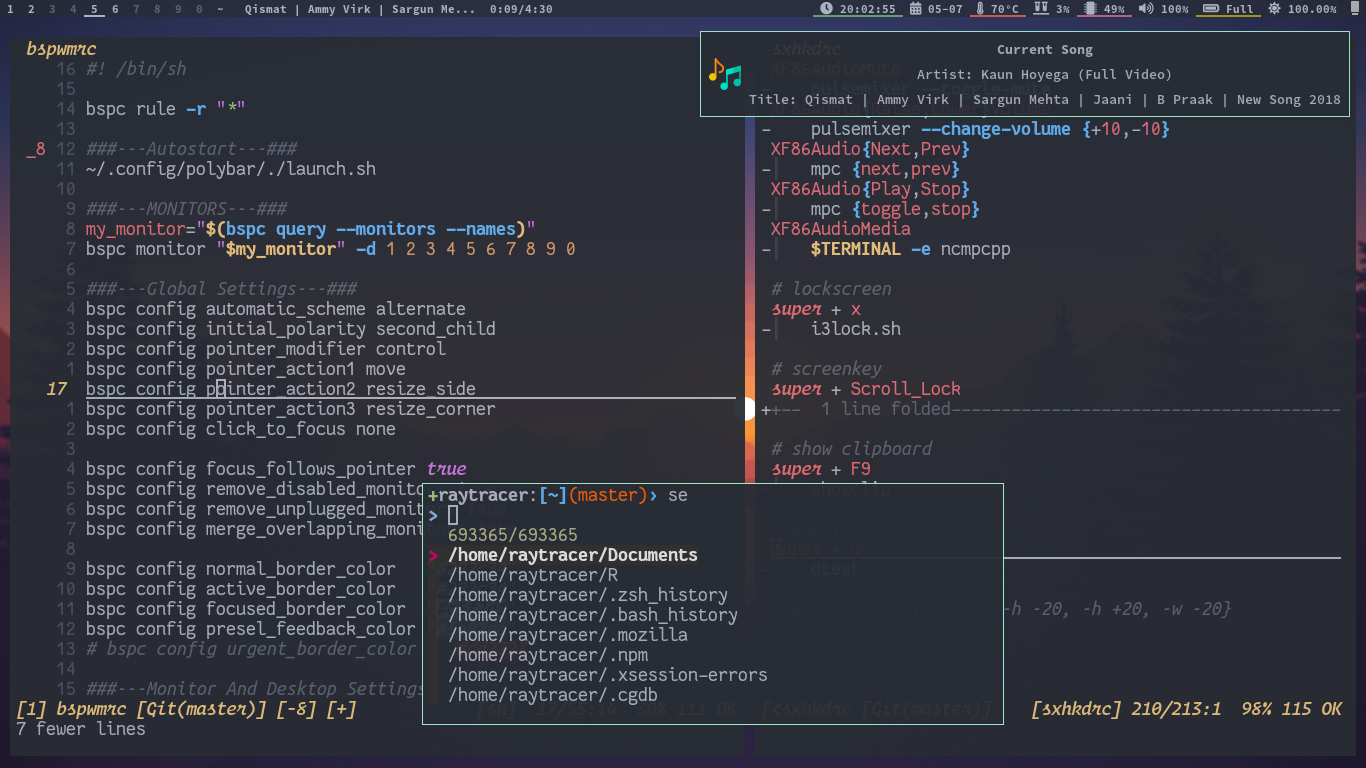 1 2 3 4 5 6 7 8 9 0 ~ Qismat | Ammy Virk | Sargun Me... 0:09/4:30 20:02:55 05-07 70°C 3% 49% 100% Full 100.00%
bspwmrc
16 #! /bin/sh
15
14 bspc rule -r "*"
13
_8 12 ###---Autostart---###
11 ~/.config/polybar/./launch.sh
10
9 ###---MONITORS---###
8 my_monitor="$(bspc query --monitors --names)"
7 bspc monitor "$my_monitor" -d 1 2 3 4 5 6 7 8 9 0
6
5 ###---Global Settings---###
4 bspc config automatic_scheme alternate
3 bspc config initial_polarity second_child
2 bspc config pointer_modifier control
1 bspc config pointer_action1 move
17 bspc config pointer_action2 resize_side
1 bspc config pointer_action3 resize_corner
2 bspc config click_to_focus none
3
4 bspc config focus_follows_pointer true
5 bspc config remove_disabled_monito
6 bspc config remove_unplugged_monit true
7 bspc config merge_overlapping_moni
8
9 bspc config normal_border_color
10 bspc config active_border_color
11 bspc config focused_border_color
12 bspc config presel_feedback_color
13 # bspc config urgent_border_color
14
15 ###---Monitor And Desktop Settings
[1] bspwmrc [Git(master)] [-8] [+]
7 fewer lines
sxhkdrc
XF86AudioMute
pulsemixer --toggle-mute
Current Song
Artist: Kaun Hoyega (Full Video)
Title: Qismat | Ammy Virk | Sargun Mehta | Jaani | B Praak | New Song 2018
- pulsemixer --change-volume {+10,-10}
XF86Audio{Next,Prev}
- mpc {next,prev}
XF86Audio{Play,Stop}
- mpc {toggle,stop}
XF86AudioMedia
- $TERMINAL -e ncmpcpp
# lockscreen
super + x
- i3lock.sh
# screenkey
super + Scroll_Lock
++-- 1 line folded---------------------------------------
# show clipboard
super + F9
- showclip
super +
- dtest
-h -20, -h +20, -w -20}
[sxhkdrc] 210/213:1 98% 115 OK
+raytracer:[~](master)› se
>
693365/693365
> /home/raytracer/Documents
/home/raytracer/R
/home/raytracer/.zsh_history
/home/raytracer/.bash_history
/home/raytracer/.mozilla
/home/raytracer/.npm
/home/raytracer/.xsession-errors
/home/raytracer/.cgdb